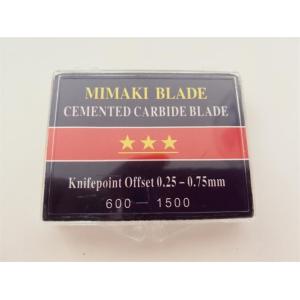 MIMAKI BLADE
CEMENTED CARBIDE BLADE
Knifepoint Offset 0.25-0.75mm
600 — 1500